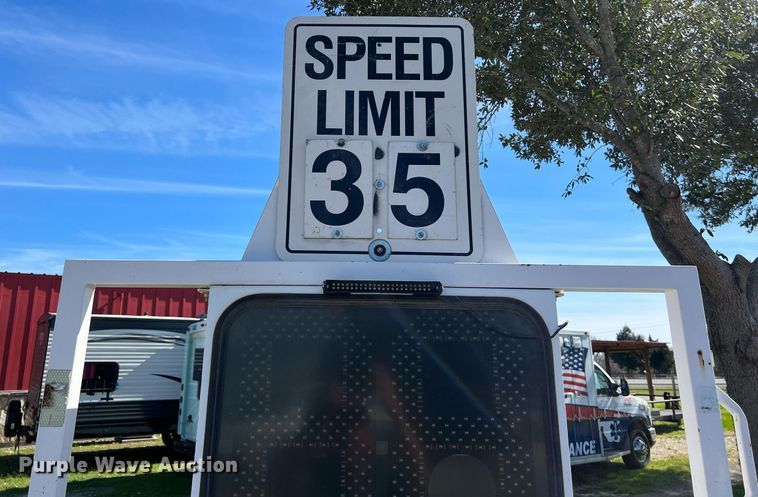 SPEED
LIMIT
35
ANCE
Purple Wave Auction